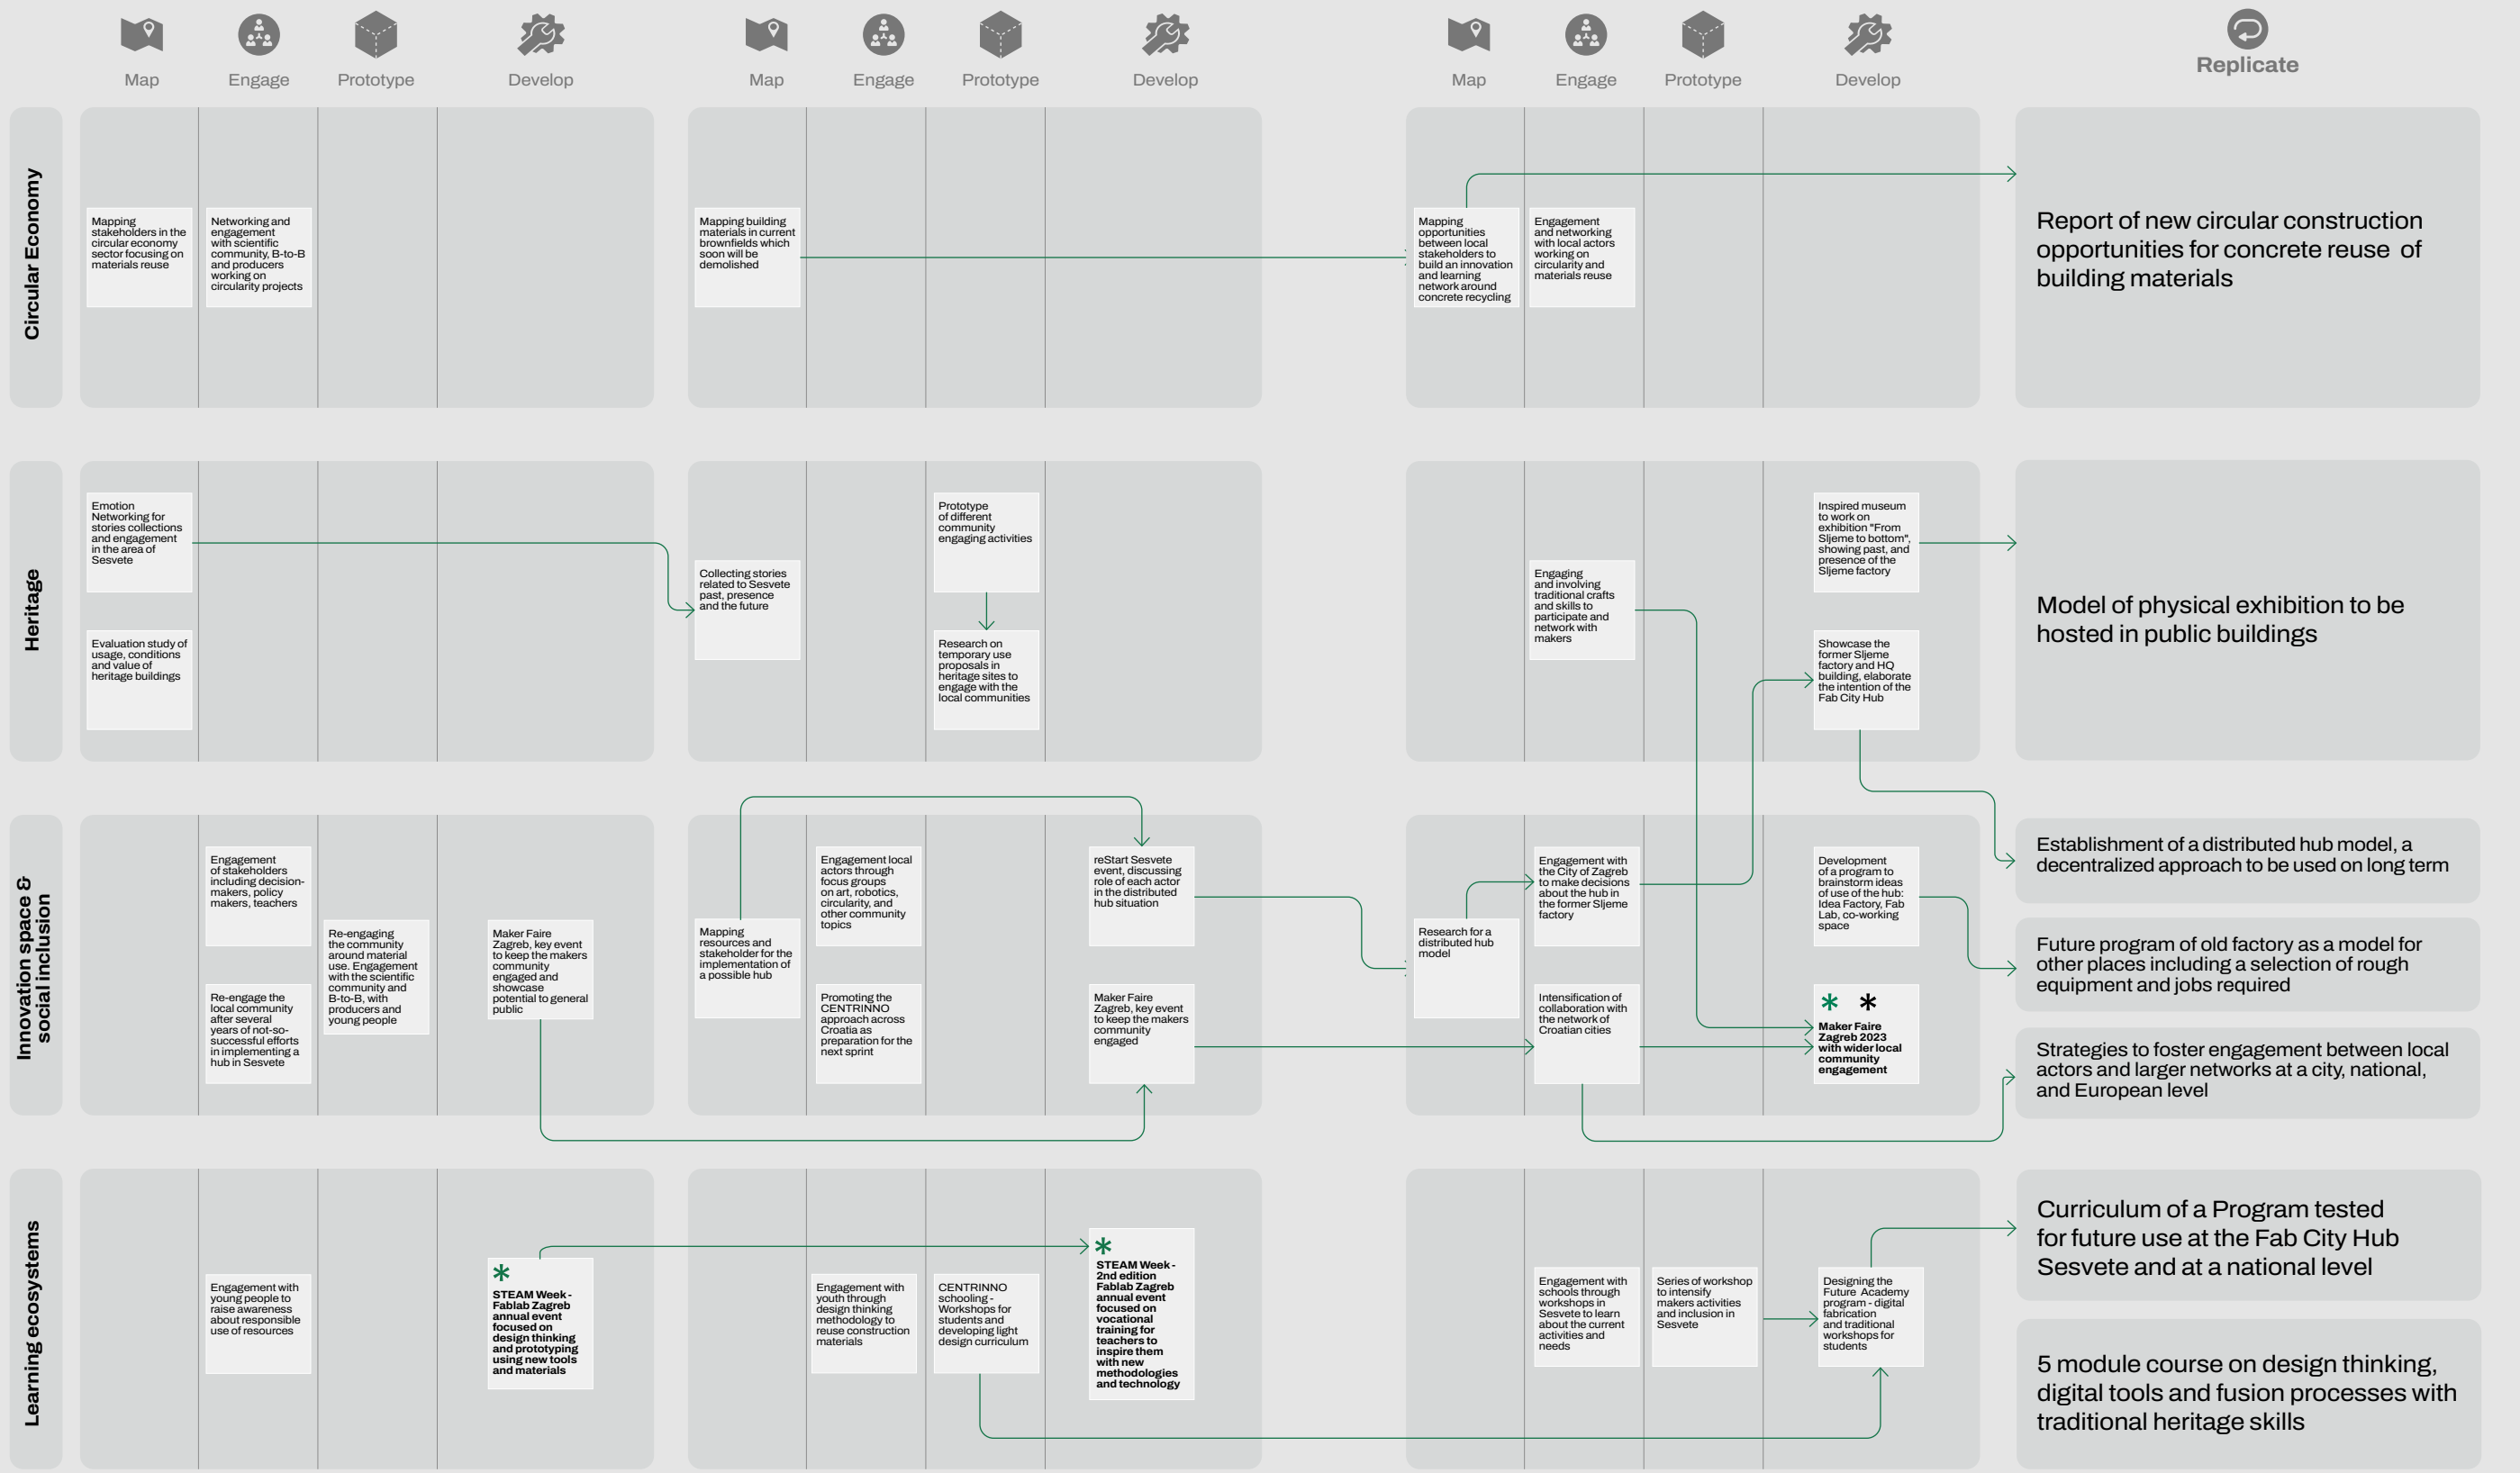 Map
Engage
Prototype
Develop
Map
Engage
Prototype
Develop
Map
Engage
Prototype
Develop
Replicate
Circular Economy
Mapping
stakeholders in the
circular economy
sector focusing on
materials reuse
Networking and
engagement
with scientific
community, B-to-B
and producers
working on
circularity projects
Mapping building
materials in current
brownfields which
soon will be
demolished
Mapping
opportunities
between local
stakeholders to
build an innovation
and learning
network around
concrete recycling
Engagement
and networking
with local actors
working on
circularity and
materials reuse
Report of new circular construction
opportunities for concrete reuse of
building materials
Heritage
Emotion
Networking for
stories collections
and engagement
in the area of
Sesvete
Evaluation study of
usage, conditions
and value of
heritage buildings
Collecting stories
related to Sesvete
past, presence
and the future
Prototype
of different
community
engaging activities
Research on
temporary use
proposals in
heritage sites to
engage with the
local communities
Engaging
and involving
traditional crafts
and skills to
participate and
network with
makers
Inspired museum
to work on
exhibition "From
Sljeme to bottom",
showing past, and
presence of the
Sljeme factory
Showcase the
former Sljeme
factory and HQ
building, elaborate
the intention of the
Fab City Hub
Model of physical exhibition to be
hosted in public buildings
Innovation space &
social inclusion
Engagement
of stakeholders
including decision-
makers, policy
makers, teachers
Re-engage the
local community
after several
years of not-so-
successful efforts
in implementing a
hub in Sesvete
Re-engaging
the community
around material
use. Engagement
with the scientific
community and
B-to-B, with
producers and
young people
Maker Faire
Zagreb, key event
to keep the makers
community
engaged and
showcase
potential to general
public
Mapping
resources and
stakeholder for the
implementation of
a possible hub
Engagement local
actors through
focus groups
on art, robotics,
circularity, and
other community
topics
Promoting the
CENTRINNO
approach across
Croatia as
preparation for the
next sprint
reStart Sesvete
event, discussing
role of each actor
in the distributed
hub situation
Maker Faire
Zagreb, key event
to keep the makers
community
engaged
Research for a
distributed hub
model
Engagement with
the City of Zagreb
to make decisions
about the hub in
the former Sljeme
factory
Intensification of
collaboration with
the network of
Croatian cities
Development
of a program to
brainstorm ideas
of use of the hub:
Idea Factory, Fab
Lab, co-working
space
* *
Maker Faire
Zagreb 2023
with wider local
community
engagement
Establishment of a distributed hub model, a
decentralized approach to be used on long term
Future program of old factory as a model for
other places including a selection of rough
equipment and jobs required
Strategies to foster engagement between local
actors and larger networks at a city, national,
and European level
Learning ecosystems
Engagement with
young people to
raise awareness
about responsible
use of resources
*
STEAM Week -
Fablab Zagreb
annual event
focused on
design thinking
and prototyping
using new tools
and materials
Engagement with
youth through
design thinking
methodology to
reuse construction
materials
CENTRINNO
schooling -
Workshops for
students and
developing light
design curriculum
*
STEAM Week -
2nd edition
Fablab Zagreb
annual event
focused on
vocational
training for
teachers to
inspire them
with new
methodologies
and technology
Engagement with
schools through
workshops in
Sesvete to learn
about the current
activities and
needs
Series of workshop
to intensify
makers activities
and inclusion in
Sesvete
Designing the
Future Academy
program - digital
fabrication
and traditional
workshops for
students
Curriculum of a Program tested
for future use at the Fab City Hub
Sesvete and at a national level
5 module course on design thinking,
digital tools and fusion processes with
traditional heritage skills